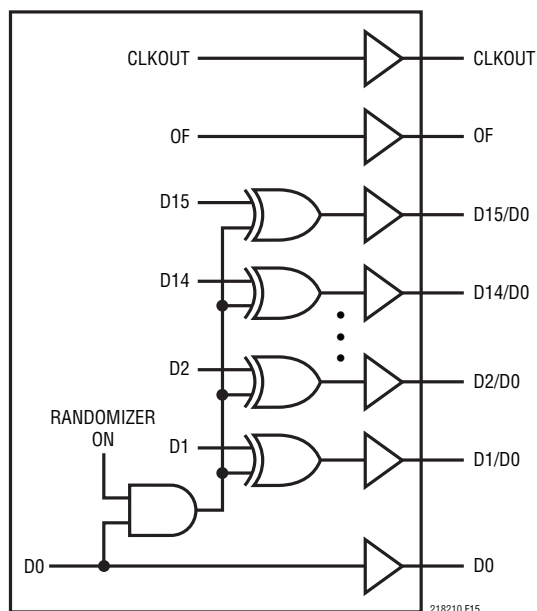 CLKOUT CLKOUT
OF OF
D15 D15/D0
D14 D14/D0
D2 D2/D0
RANDOMIZER
ON
D1 D1/D0
D0 D0
218210 F15